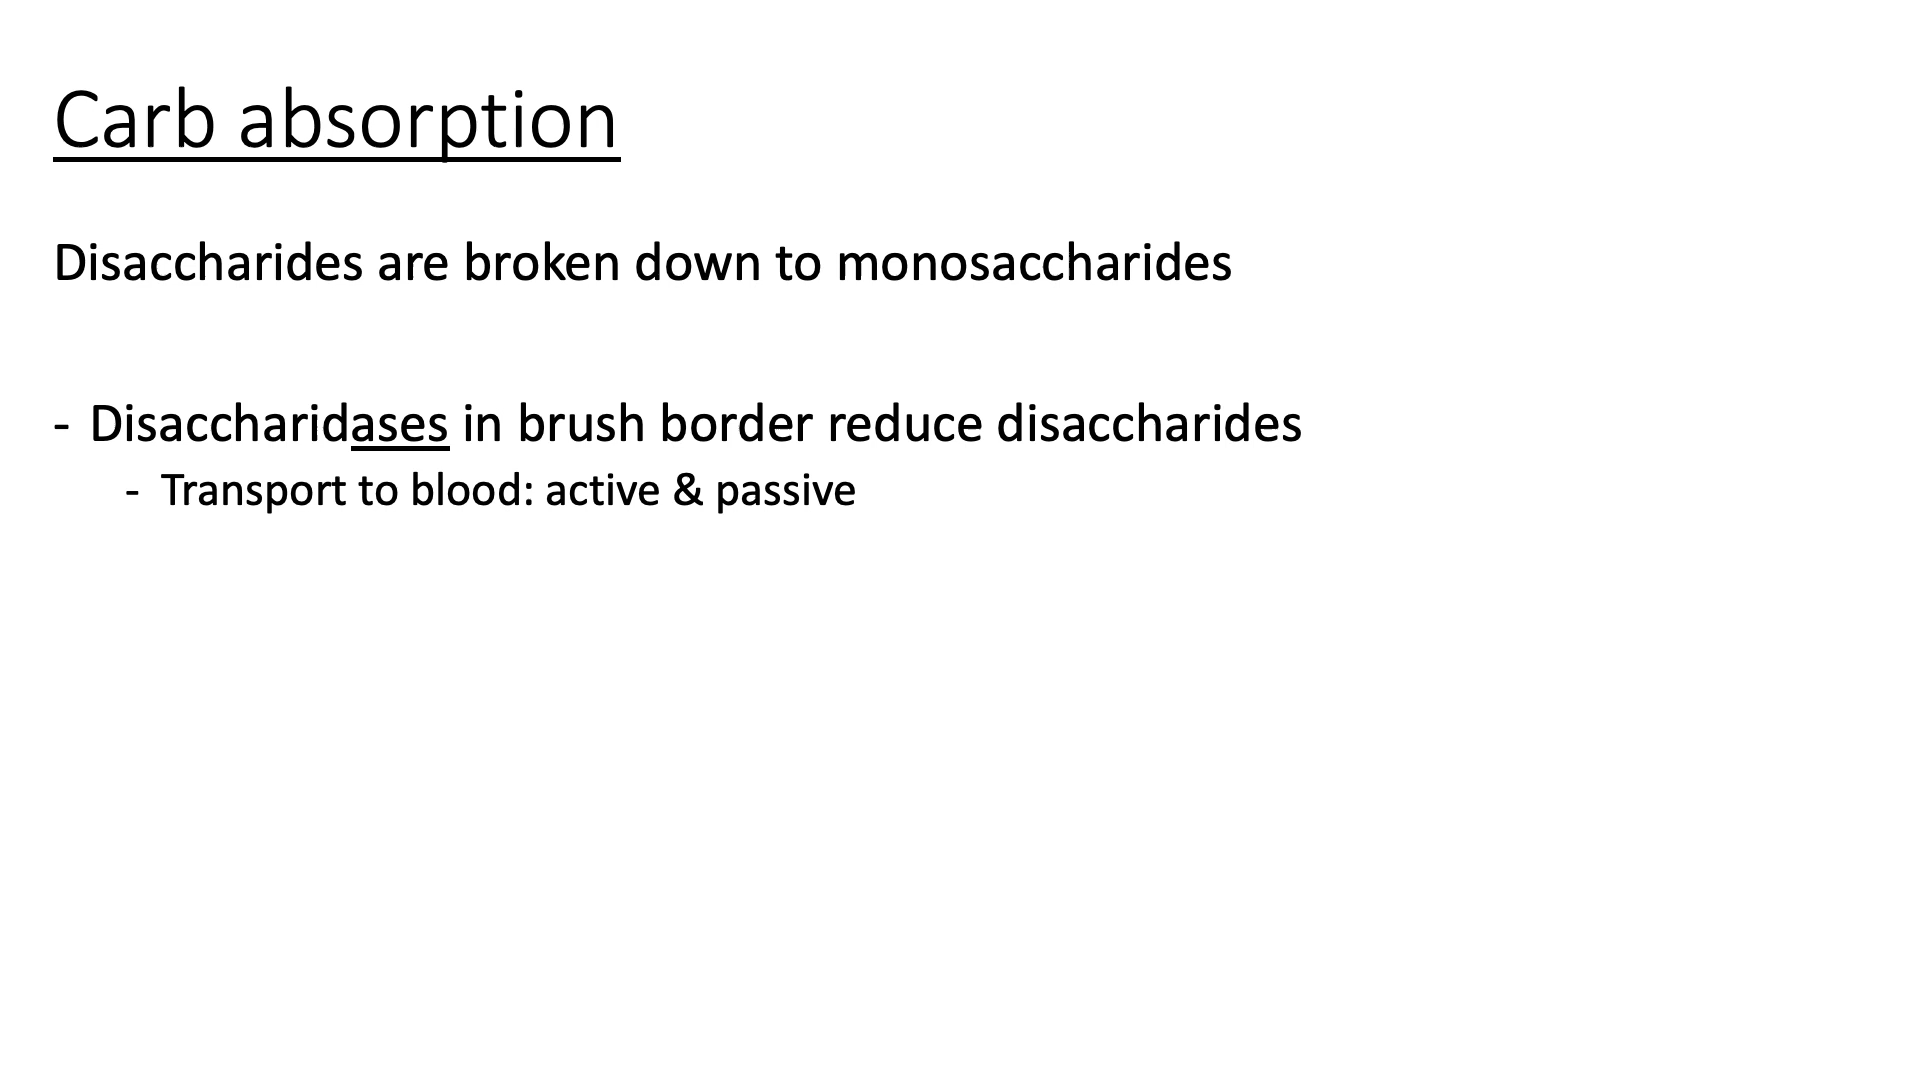 Carb absorption
Disaccharides are broken down to monosaccharides
- Disaccharidases in brush border reduce disaccharides
- Transport to blood: active & passive